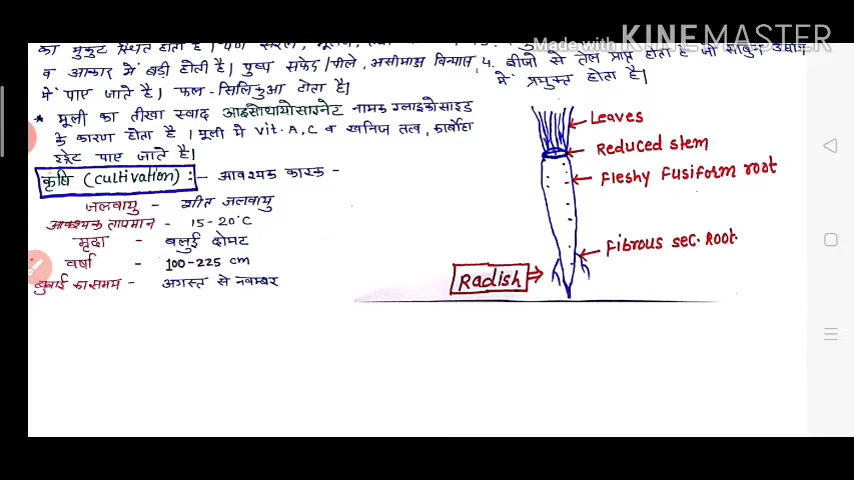 Made with KINEMASTER
का मुकुट स्थित होता है।
व आकार में बड़ी होती है। पुष्प सफेद/पीले, असीमाक्ष विन्यास
में पाए जाते है। फल-सिलिकुआ होता है।
* मूली का तीखा स्वाद आइसोथायोसाइनेट नामक ग्लाइकोसाइड
के कारण होता है। मूली मे Vit. A, C व खनिज तत्व, कार्बोहा
इड्रेट पाए जाते है।
कृषि (cultivation) :- आवश्यक कारक -
जलवायु - शीत जलवायु
आवश्यक तापमान - 15-20°C
मृदा - बलुई दोमट
वर्षा - 100-225 cm
बुवाई का समय - अगस्त से नवम्बर
4. बीजो से तेल प्राप्त होता है जो साबुन उद्योग
में प्रयुक्त होता है।
Leaves
Reduced stem
Fleshy Fusiform root
Fibrous sec. Root
Radish